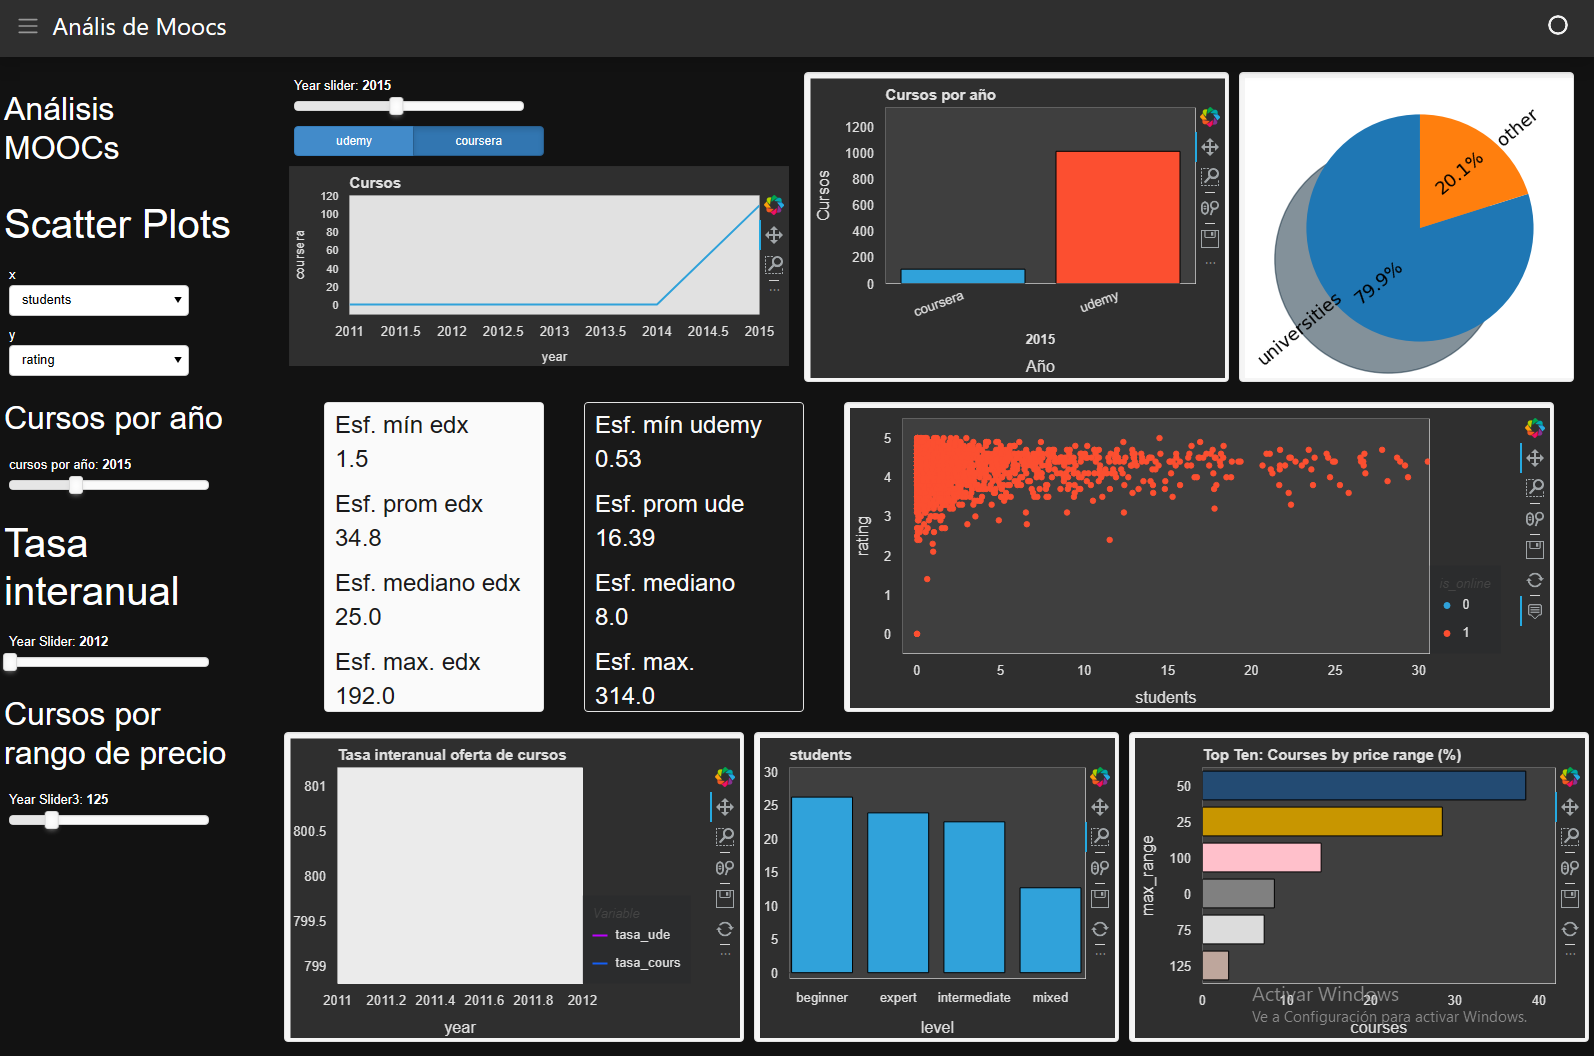 Anális de Moocs
Análisis
MOOCs
Scatter Plots
x
students
y
rating
Cursos por año
cursos por año: 2015
Tasa
interanual
Year Slider: 2012
Cursos por
rango de precio
Year Slider3: 125
Year slider: 2015
udemy coursera
Cursos
120
100
80
60
40
20
0
coursera
2011 2011.5 2012 2012.5 2013 2013.5 2014 2014.5 2015
year
Cursos por año
1200
1000
800
600
400
200
0
Cursos
coursera udemy
2015
Año
other
20.1%
79.9%
universities
Esf. mín edx
1.5
Esf. prom edx
34.8
Esf. mediano edx
25.0
Esf. max. edx
192.0
Esf. mín udemy
0.53
Esf. prom ude
16.39
Esf. mediano
8.0
Esf. max.
314.0
5
4
3
2
1
0
rating
0 5 10 15 20 25 30
students
is_online
0
1
Tasa interanual oferta de cursos
801
800.5
800
799.5
799
2011 2011.2 2011.4 2011.6 2011.8 2012
year
Variable
tasa_ude
tasa_cours
students
30
25
20
15
10
5
0
beginner expert intermediate mixed
level
Top Ten: Courses by price range (%)
50
25
100
0
75
125
max_range
0 10 20 30 40
courses
Activar Windows
Ve a Configuración para activar Windows.